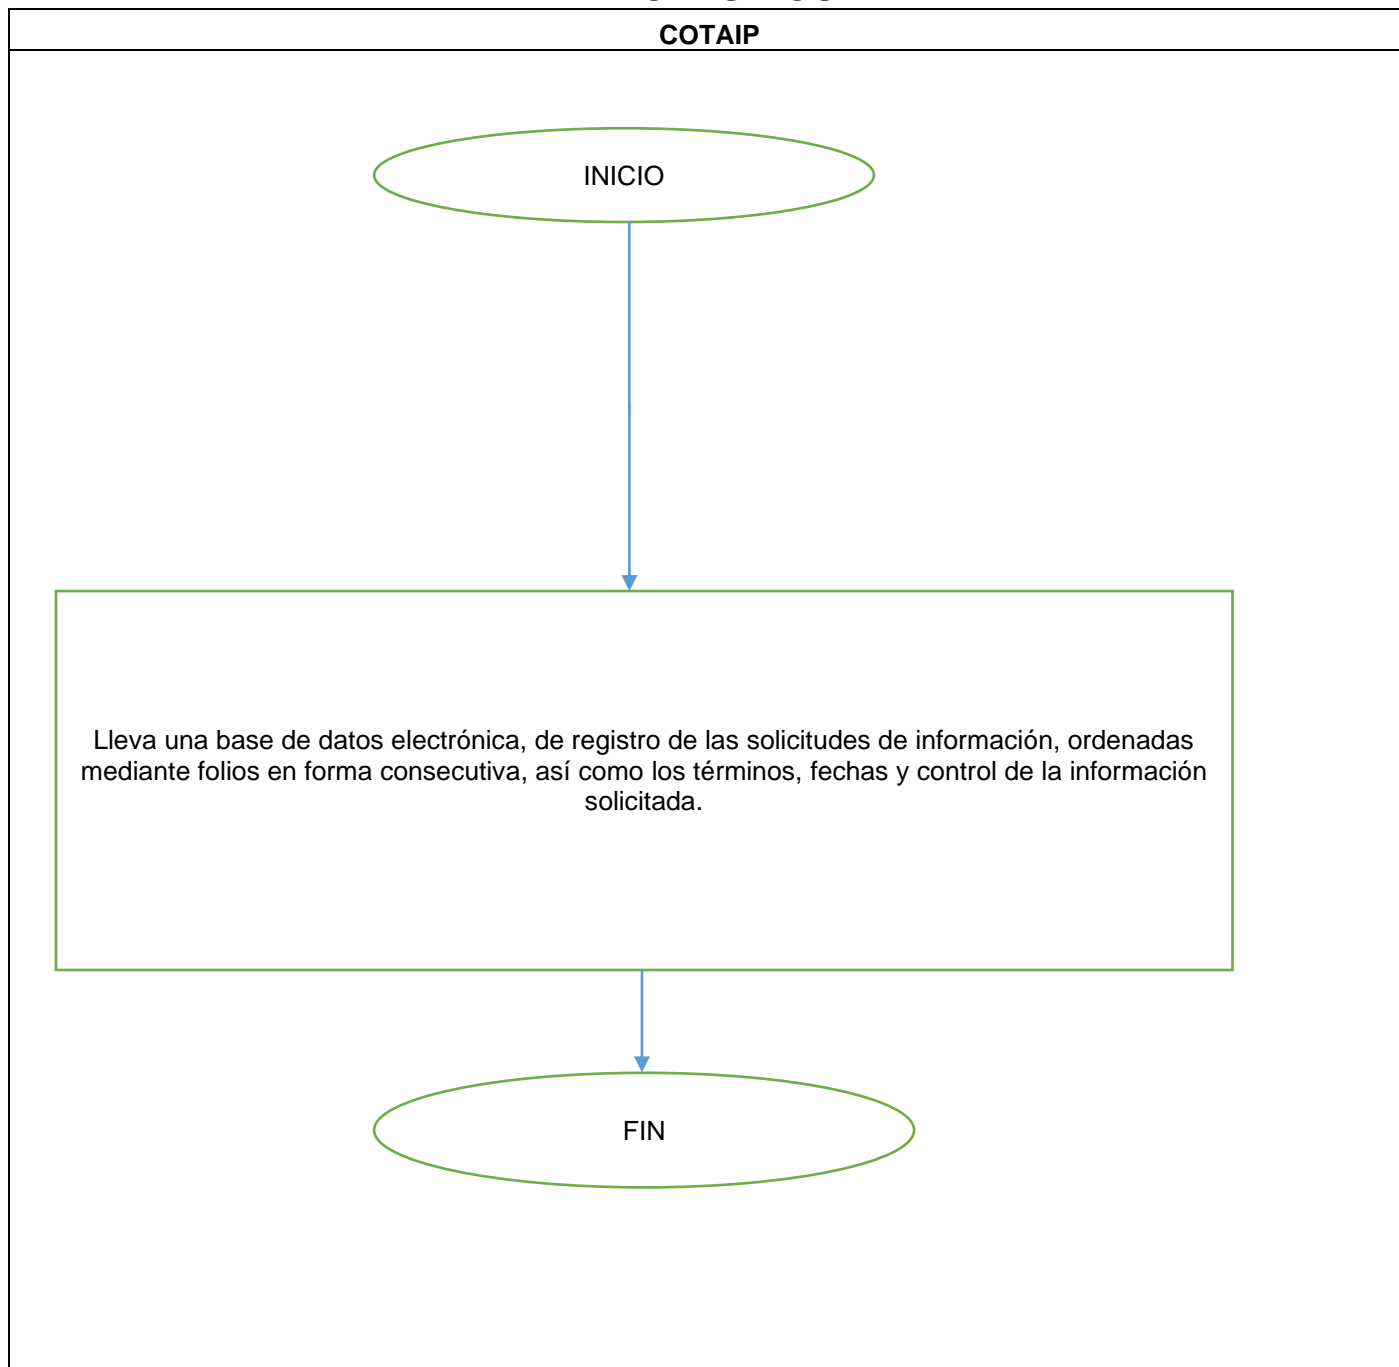 COTAIP
INICIO
Lleva una base de datos electrónica, de registro de las solicitudes de información, ordenadas
mediante folios en forma consecutiva, así como los términos, fechas y control de la información
solicitada.
FIN